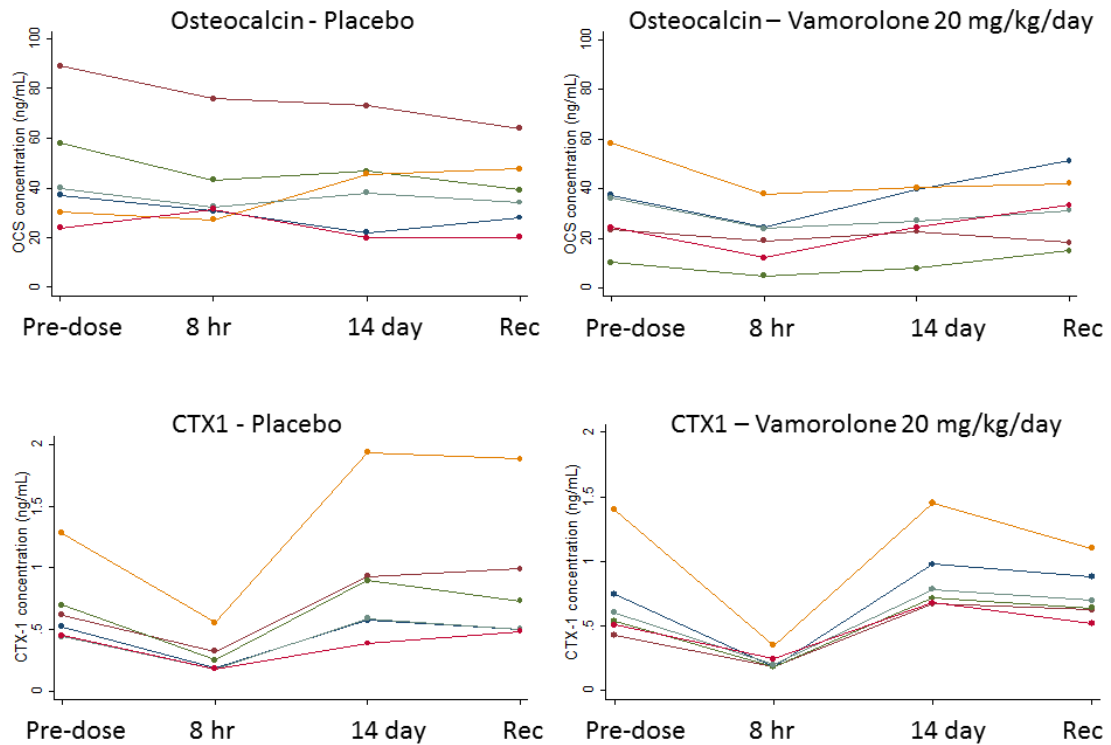 Osteocalcin - Placebo
OCS concentration (ng/mL)
100
80
60
40
20
0
Pre-dose 8 hr 14 day Rec
Osteocalcin – Vamorolone 20 mg/kg/day
OCS concentration (ng/mL)
100
80
60
40
20
0
Pre-dose 8 hr 14 day Rec
CTX1 - Placebo
CTX-1 concentration (ng/mL)
2
1.5
1
.5
0
Pre-dose 8 hr 14 day Rec
CTX1 – Vamorolone 20 mg/kg/day
CTX-1 concentration (ng/mL)
2
1.5
1
.5
0
Pre-dose 8 hr 14 day Rec